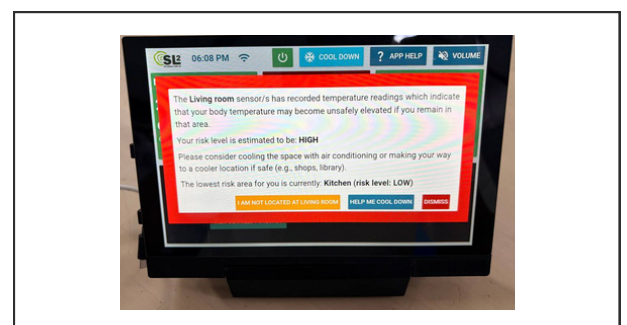 SL2 06:08 PM COOL DOWN ? APP HELP VOLUME
The Living room sensor/s has recorded temperature readings which indicate
that your body temperature may become unsafely elevated if you remain in
that area.
Your risk level is estimated to be: HIGH
Please consider cooling the space with air conditioning or making your way
to a cooler location if safe (e.g., shops, library).
The lowest risk area for you is currently: Kitchen (risk level: LOW)
I AM NOT LOCATED AT LIVING ROOM HELP ME COOL DOWN DISMISS